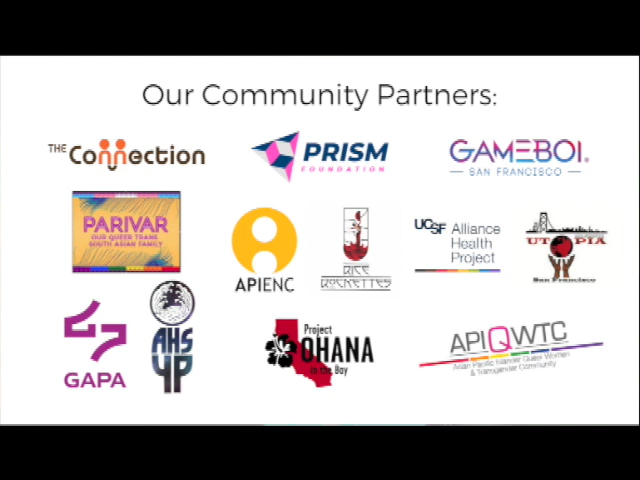 Our Community Partners:
THE Connection
PRISM
FOUNDATION
GAMEBOI®
SAN FRANCISCO
PARIVAR
OUR QUEER TRANS
SOUTH ASIAN FAMILY
APIENC
RICE
ROCKETTES
UCSF Alliance
Health
Project
UTOPIA
San Francisco
GAPA
AHS
YP
Project
OHANA
in the Bay
APIQWTC
Asian Pacific Islander Queer Women
& Transgender Community